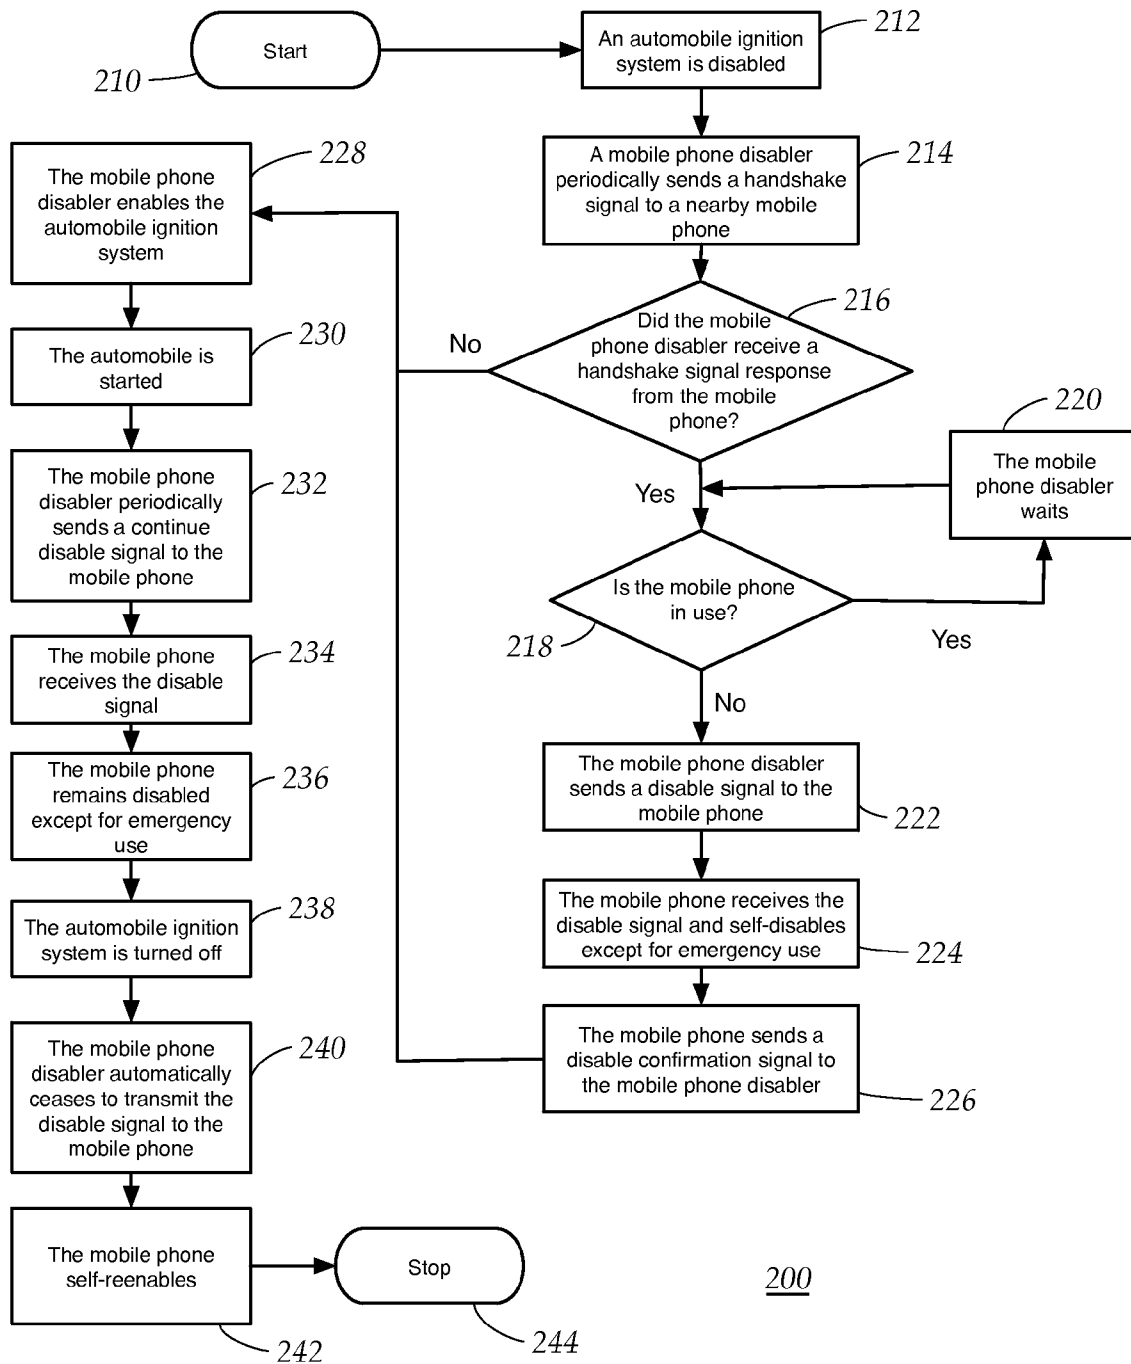 Start
210
An automobile ignition
system is disabled
212
A mobile phone disabler
periodically sends a handshake
signal to a nearby mobile
phone
214
Did the mobile
phone disabler receive a
handshake signal response
from the mobile
phone?
216
No
Yes
220
The mobile
phone disabler
waits
Is the mobile phone
in use?
218
Yes
No
The mobile phone disabler
sends a disable signal to the
mobile phone
222
The mobile phone receives the
disable signal and self-disables
except for emergency use
224
The mobile phone sends a
disable confirmation signal to
the mobile phone disabler
226
The mobile phone
disabler enables the
automobile ignition
system
228
The automobile is
started
230
The mobile phone
disabler periodically
sends a continue
disable signal to the
mobile phone
232
The mobile phone
receives the disable
signal
234
The mobile phone
remains disabled
except for emergency
use
236
The automobile ignition
system is turned off
238
The mobile phone
disabler automatically
ceases to transmit the
disable signal to the
mobile phone
240
The mobile phone
self-reenables
242
Stop
244
200